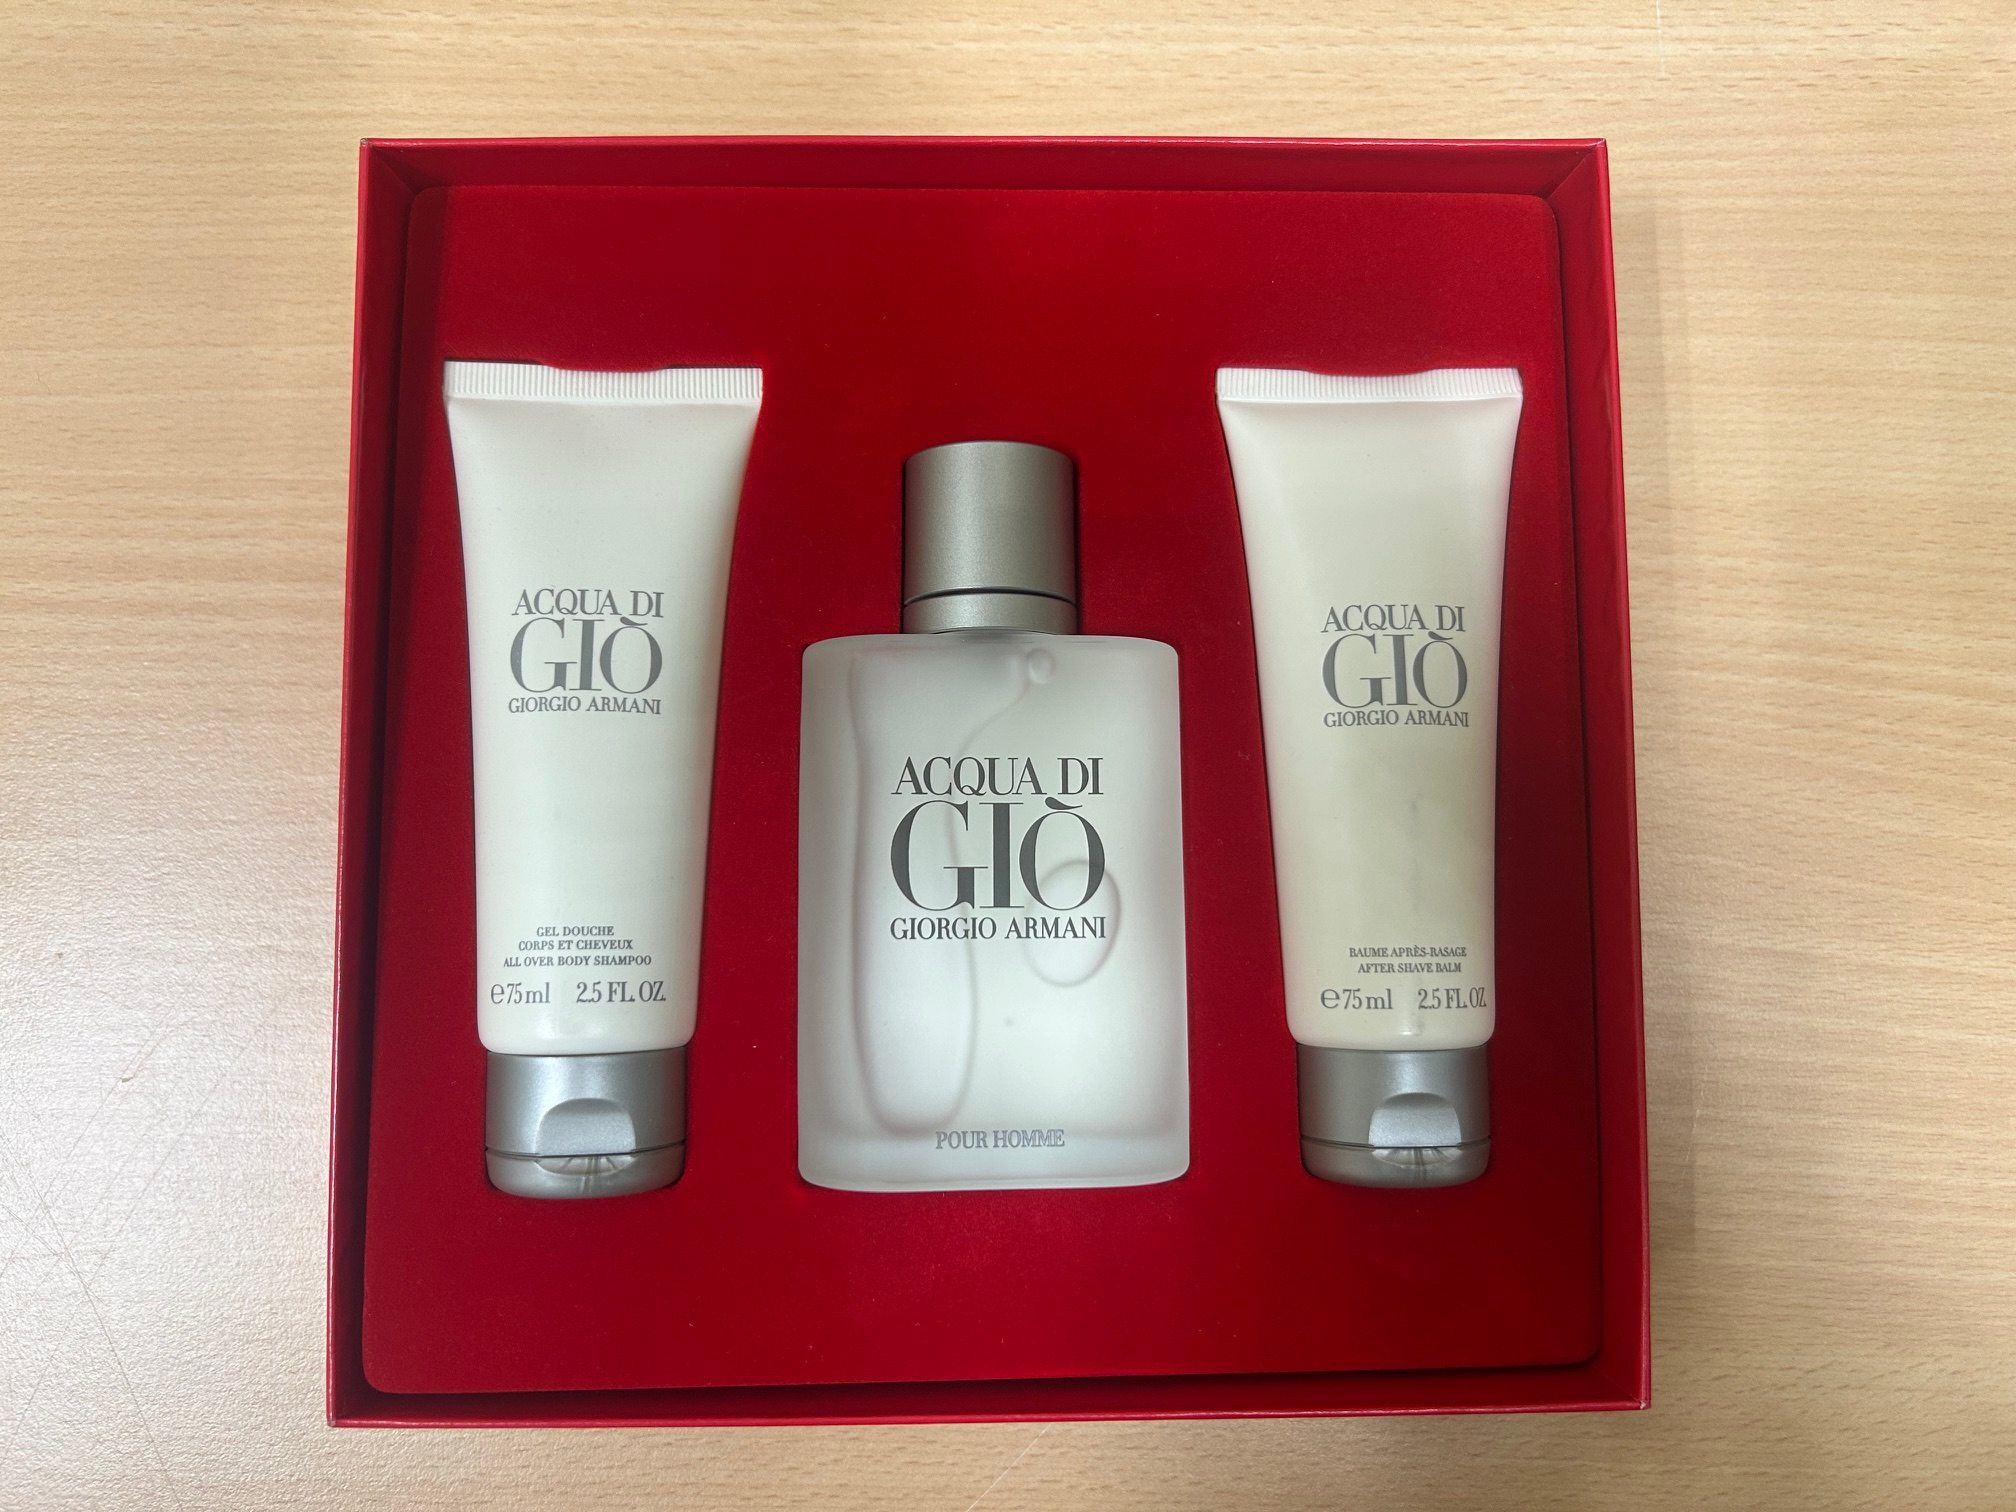 ACQUA DI
GIÒ
GIORGIO ARMANI
GEL DOUCHE
CORPS ET CHEVEUX
ALL OVER BODY SHAMPOO
℮75ml 2.5 FL. OZ.
ACQUA DI
GIÒ
GIORGIO ARMANI
POUR HOMME
ACQUA DI
GIÒ
GIORGIO ARMANI
BAUME APRÈS-RASAGE
AFTER SHAVE BALM
℮75ml 2.5 FL. OZ.